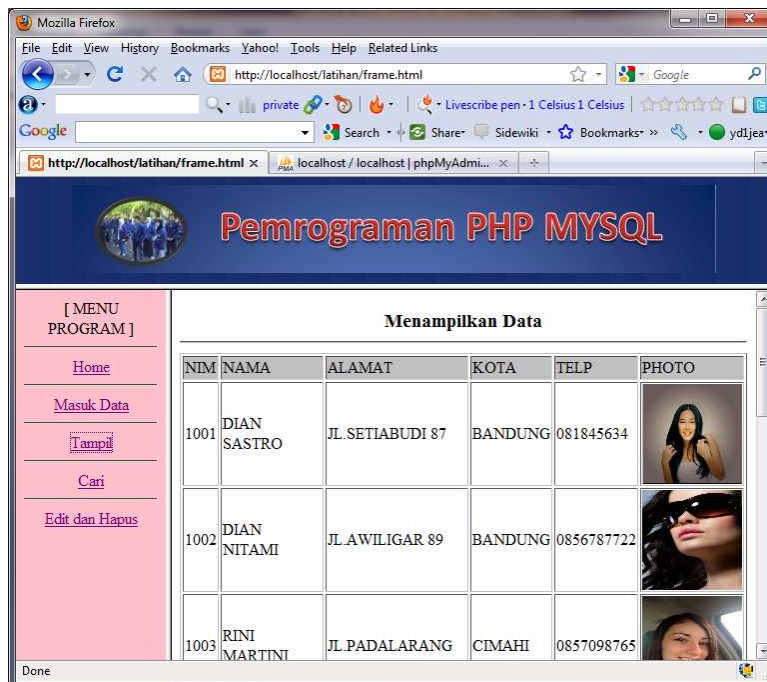 Mozilla Firefox
File Edit View History Bookmarks Yahoo! Tools Help Related Links
http://localhost/latihan/frame.html
Google
private
Livescribe pen · 1 Celsius 1 Celsius
Google
Search
Share
Sidewiki
Bookmarks
yd1jea
http://localhost/latihan/frame.html
PMA localhost / localhost | phpMyAdmi...
Pemrograman PHP MYSQL
[ MENU
PROGRAM ]
Home
Masuk Data
Tampil
Cari
Edit dan Hapus
Menampilkan Data
NIM NAMA ALAMAT KOTA TELP PHOTO
1001 DIAN SASTRO JL.SETIABUDI 87 BANDUNG 081845634
1002 DIAN NITAMI JL.AWILIGAR 89 BANDUNG 0856787722
1003 RINI MARTINI JL.PADALARANG CIMAHI 0857098765
Done